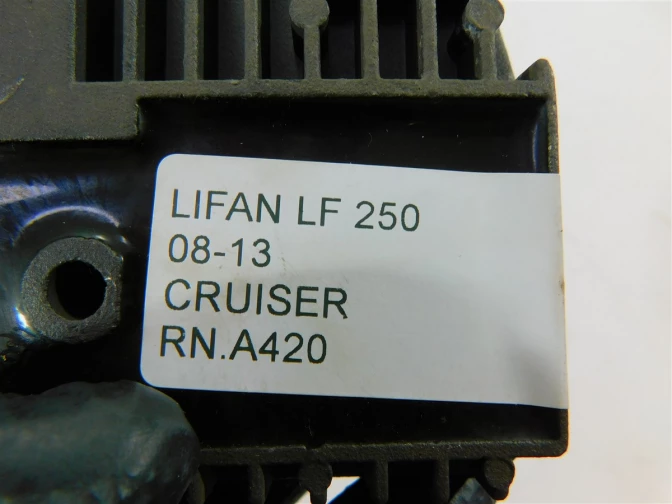 LIFAN LF 250
08-13
CRUISER
RN.A420